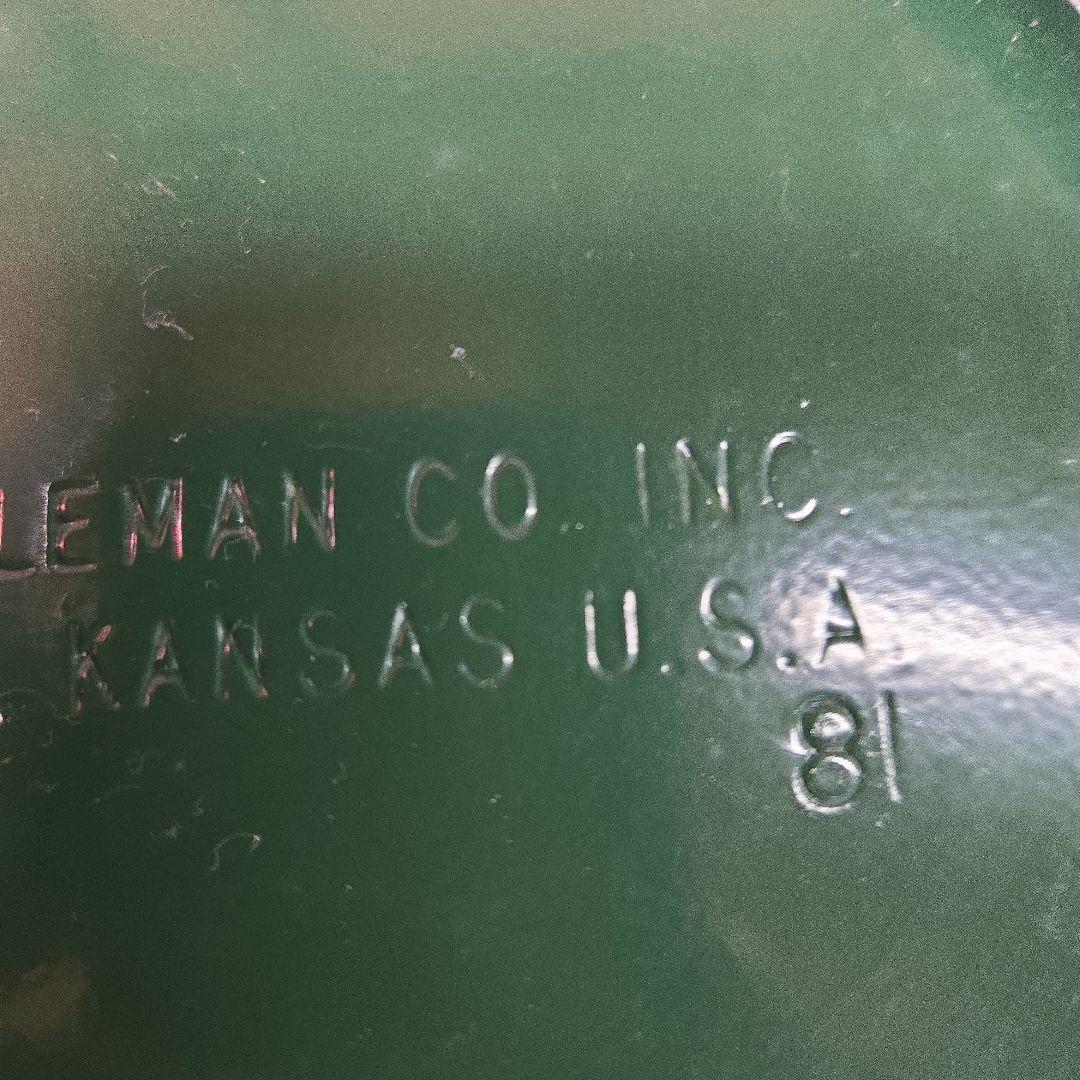 LEMAN CO. INC.
KANSAS U.S.A.
81